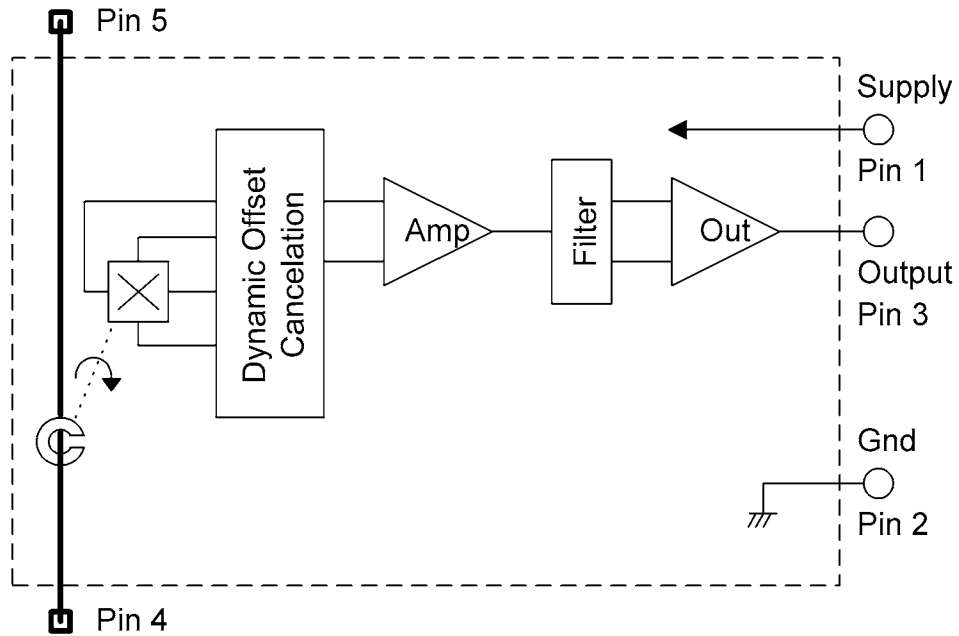 Pin 5
Supply
Pin 1
Dynamic Offset
Cancelation
Amp
Filter
Out
Output
Pin 3
Gnd
Pin 2
Pin 4